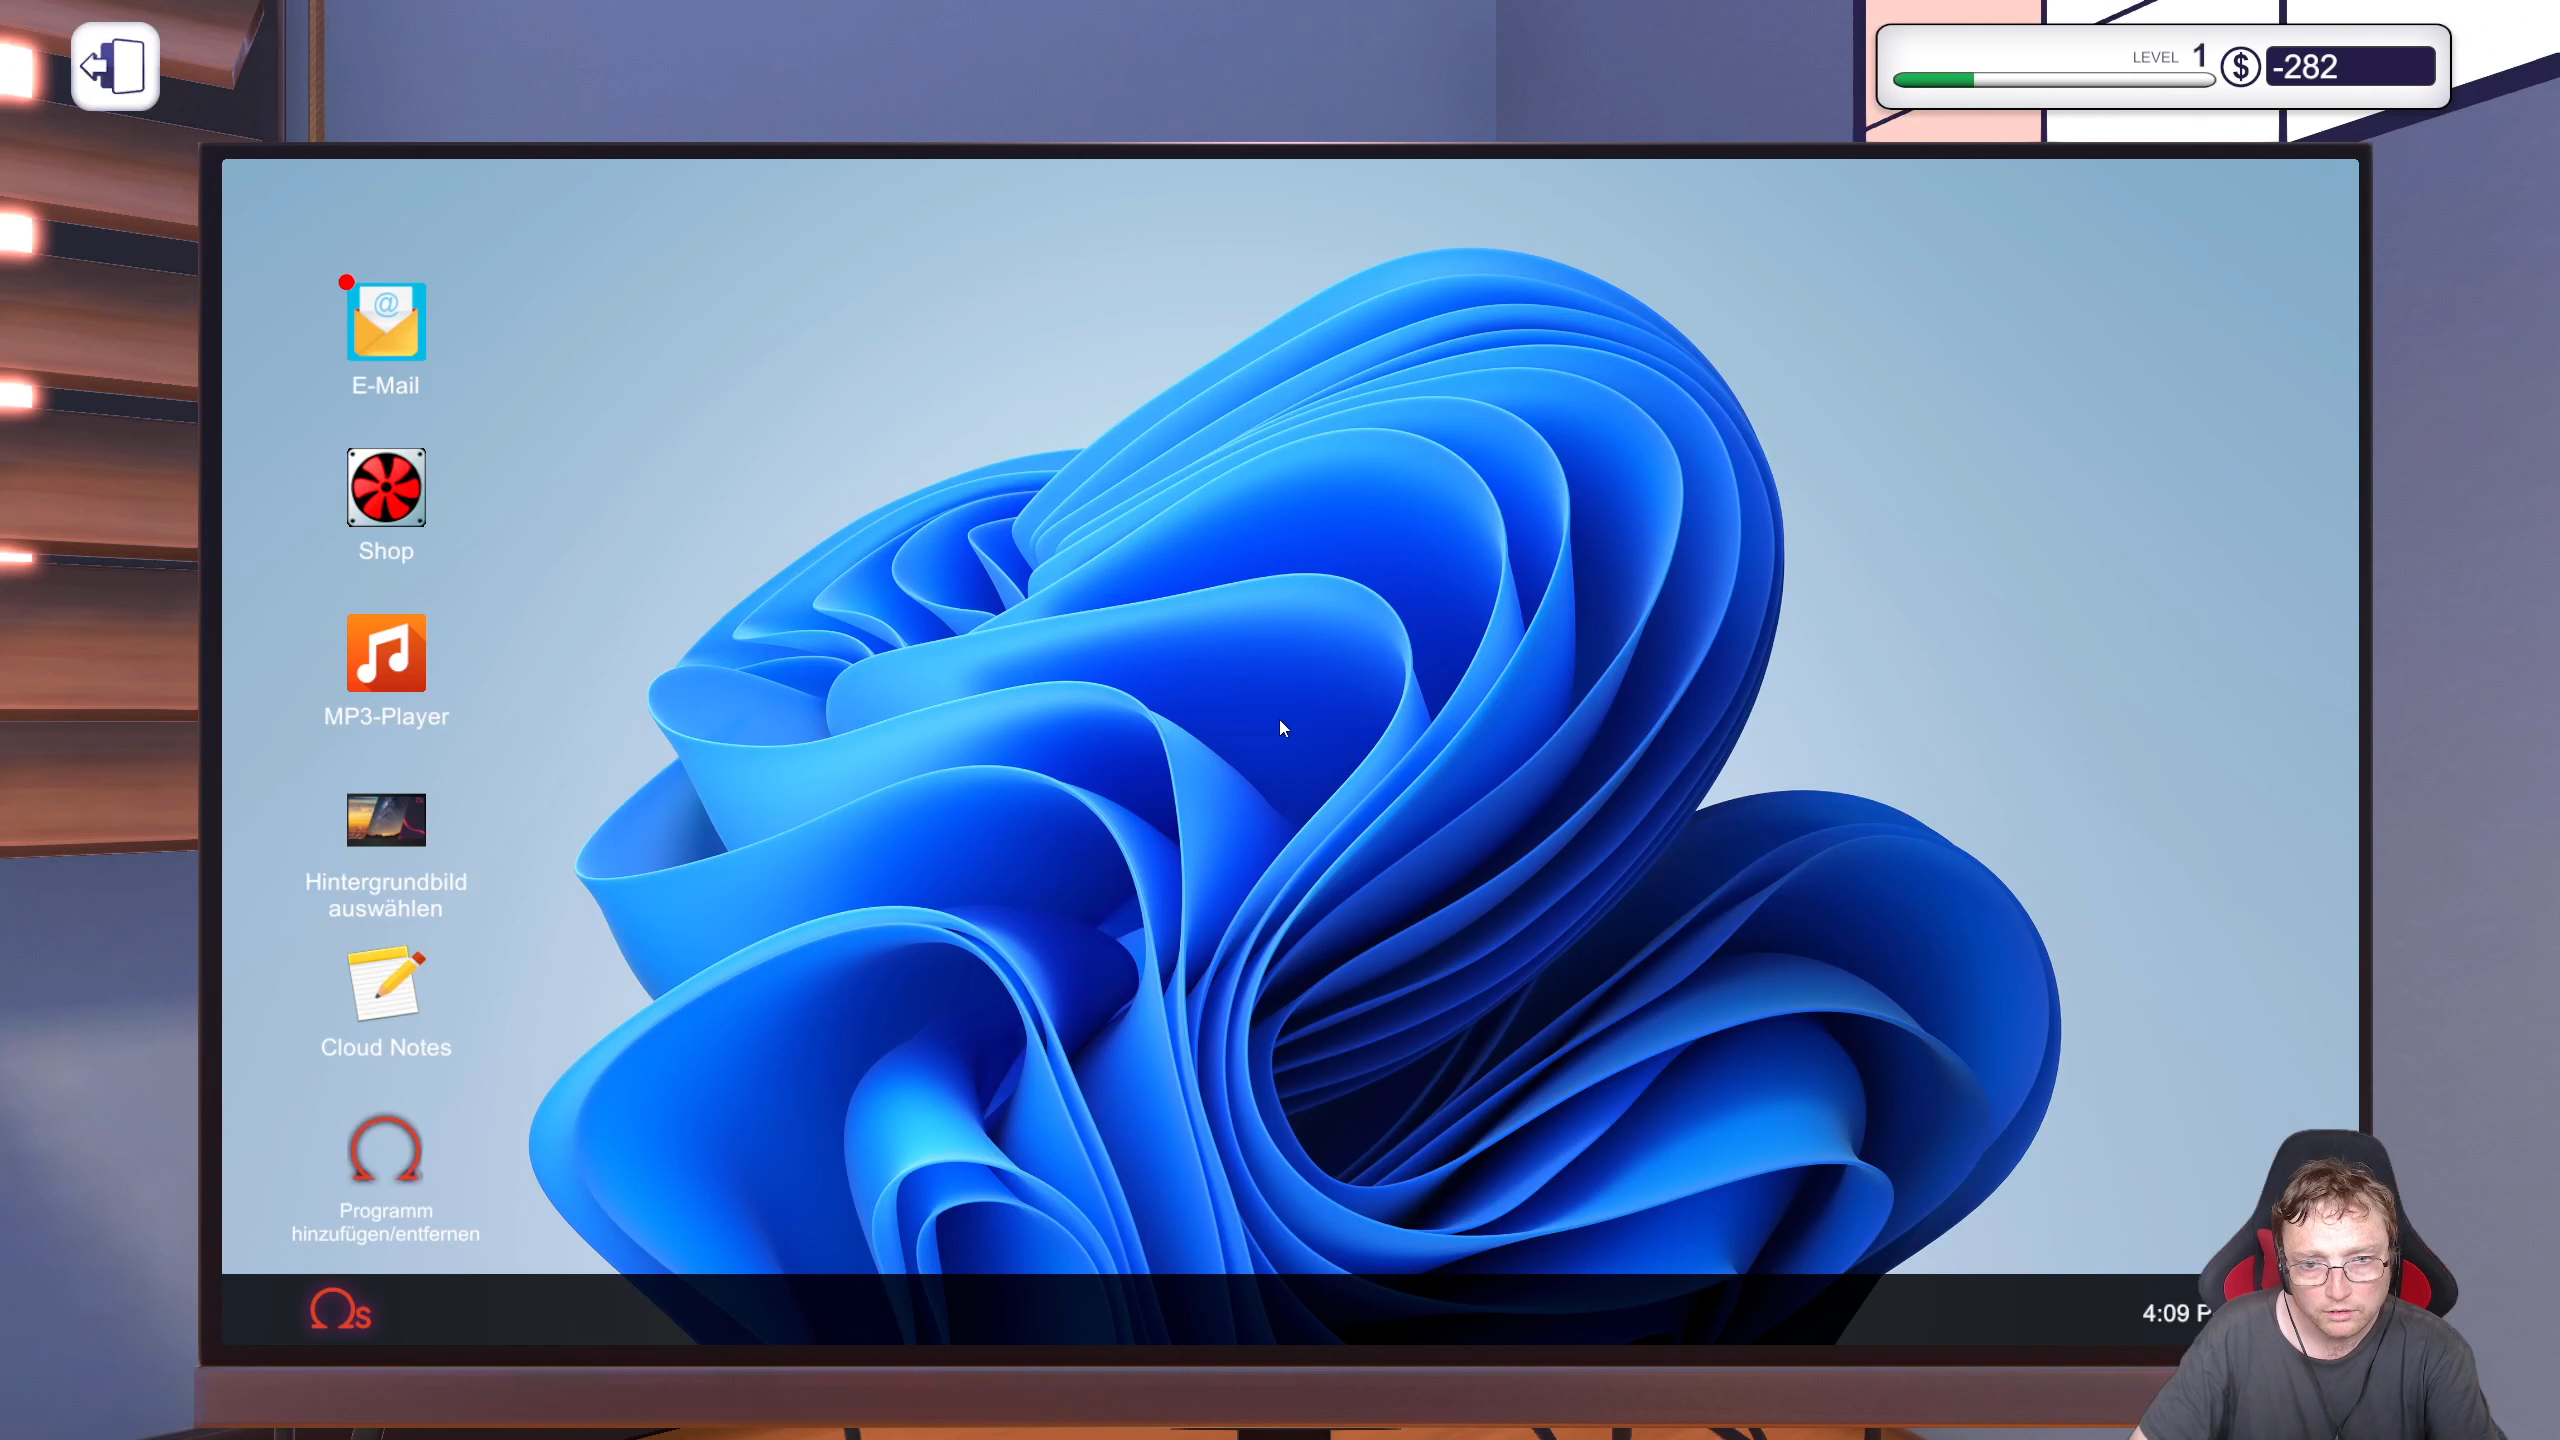 LEVEL 1
$ -282
@
E-Mail
Shop
MP3-Player
Hintergrundbild
auswählen
Cloud Notes
Programm
hinzufügen/entfernen
Ωs
4:09 P